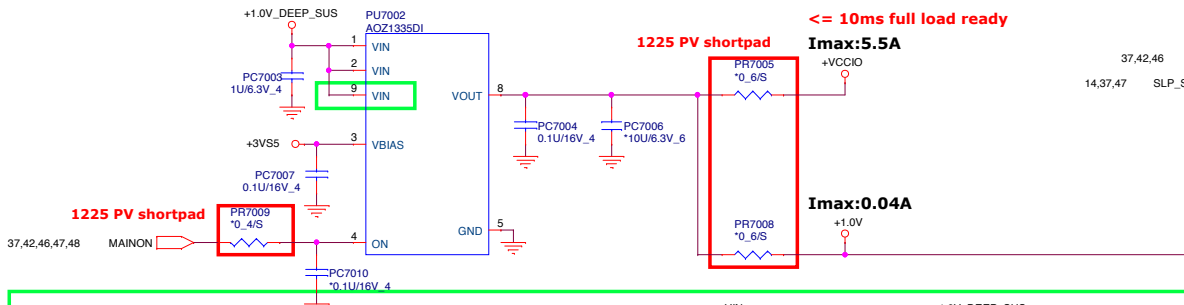 +1.0V_DEEP_SUS
PU7002
AOZ1335DI
<= 10ms full load ready
1225 PV shortpad
Imax:5.5A
+VCCIO
37,42,46
14,37,47 SLP_S
1
VIN
2
VIN
9
VIN
PC7003
1U/6.3V_4
VOUT
8
PR7005
*0_6/S
PC7004
0.1U/16V_4
PC7006
*10U/6.3V_6
+3VS5
3
VBIAS
PC7007
0.1U/16V_4
1225 PV shortpad
PR7009
*0_4/S
37,42,46,47,48 MAINON
4
ON
GND
5
Imax:0.04A
+1.0V
PR7008
*0_6/S
PC7010
*0.1U/16V_4